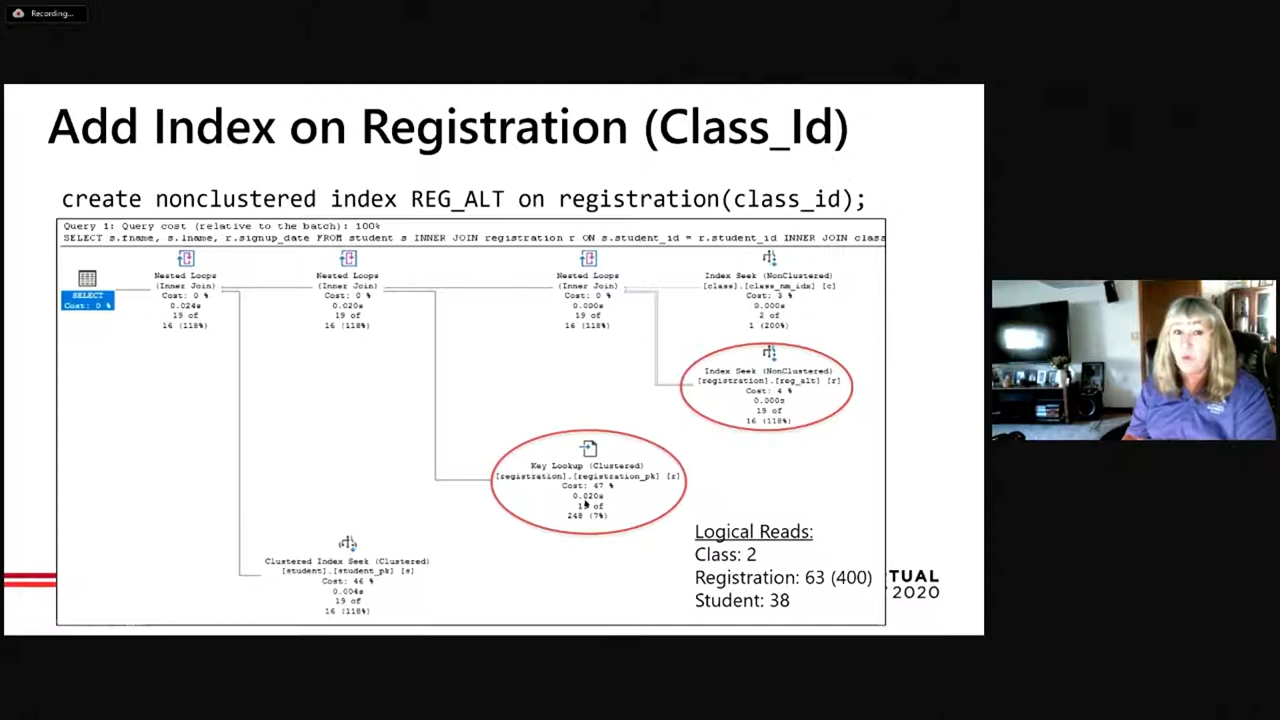 Recording...
Add Index on Registration (Class_Id)
create nonclustered index REG_ALT on registration(class_id);
Query 1: Query cost (relative to the batch): 100%
SELECT s.fname, s.lname, r.signup_date FROM student s INNER JOIN registration r ON s.student_id = r.student_id INNER JOIN class
SELECT
Cost: 0 %
Nested Loops
(Inner Join)
Cost: 0 %
0.024s
19 of
16 (118%)
Nested Loops
(Inner Join)
Cost: 0 %
0.020s
19 of
16 (118%)
Nested Loops
(Inner Join)
Cost: 0 %
0.000s
19 of
16 (118%)
Index Seek (NonClustered)
[class].[class_nm_idx] [c]
Cost: 3 %
0.000s
2 of
1 (200%)
Index Seek (NonClustered)
[registration].[reg_alt] [r]
Cost: 4 %
0.000s
19 of
16 (118%)
Key Lookup (Clustered)
[registration].[registration_pk] [r]
Cost: 47 %
0.020s
19 of
248 (7%)
Clustered Index Seek (Clustered)
[student].[student_pk] [s]
Cost: 46 %
0.004s
19 of
16 (118%)
Logical Reads:
Class: 2
Registration: 63 (400)
Student: 38
TUAL
2020